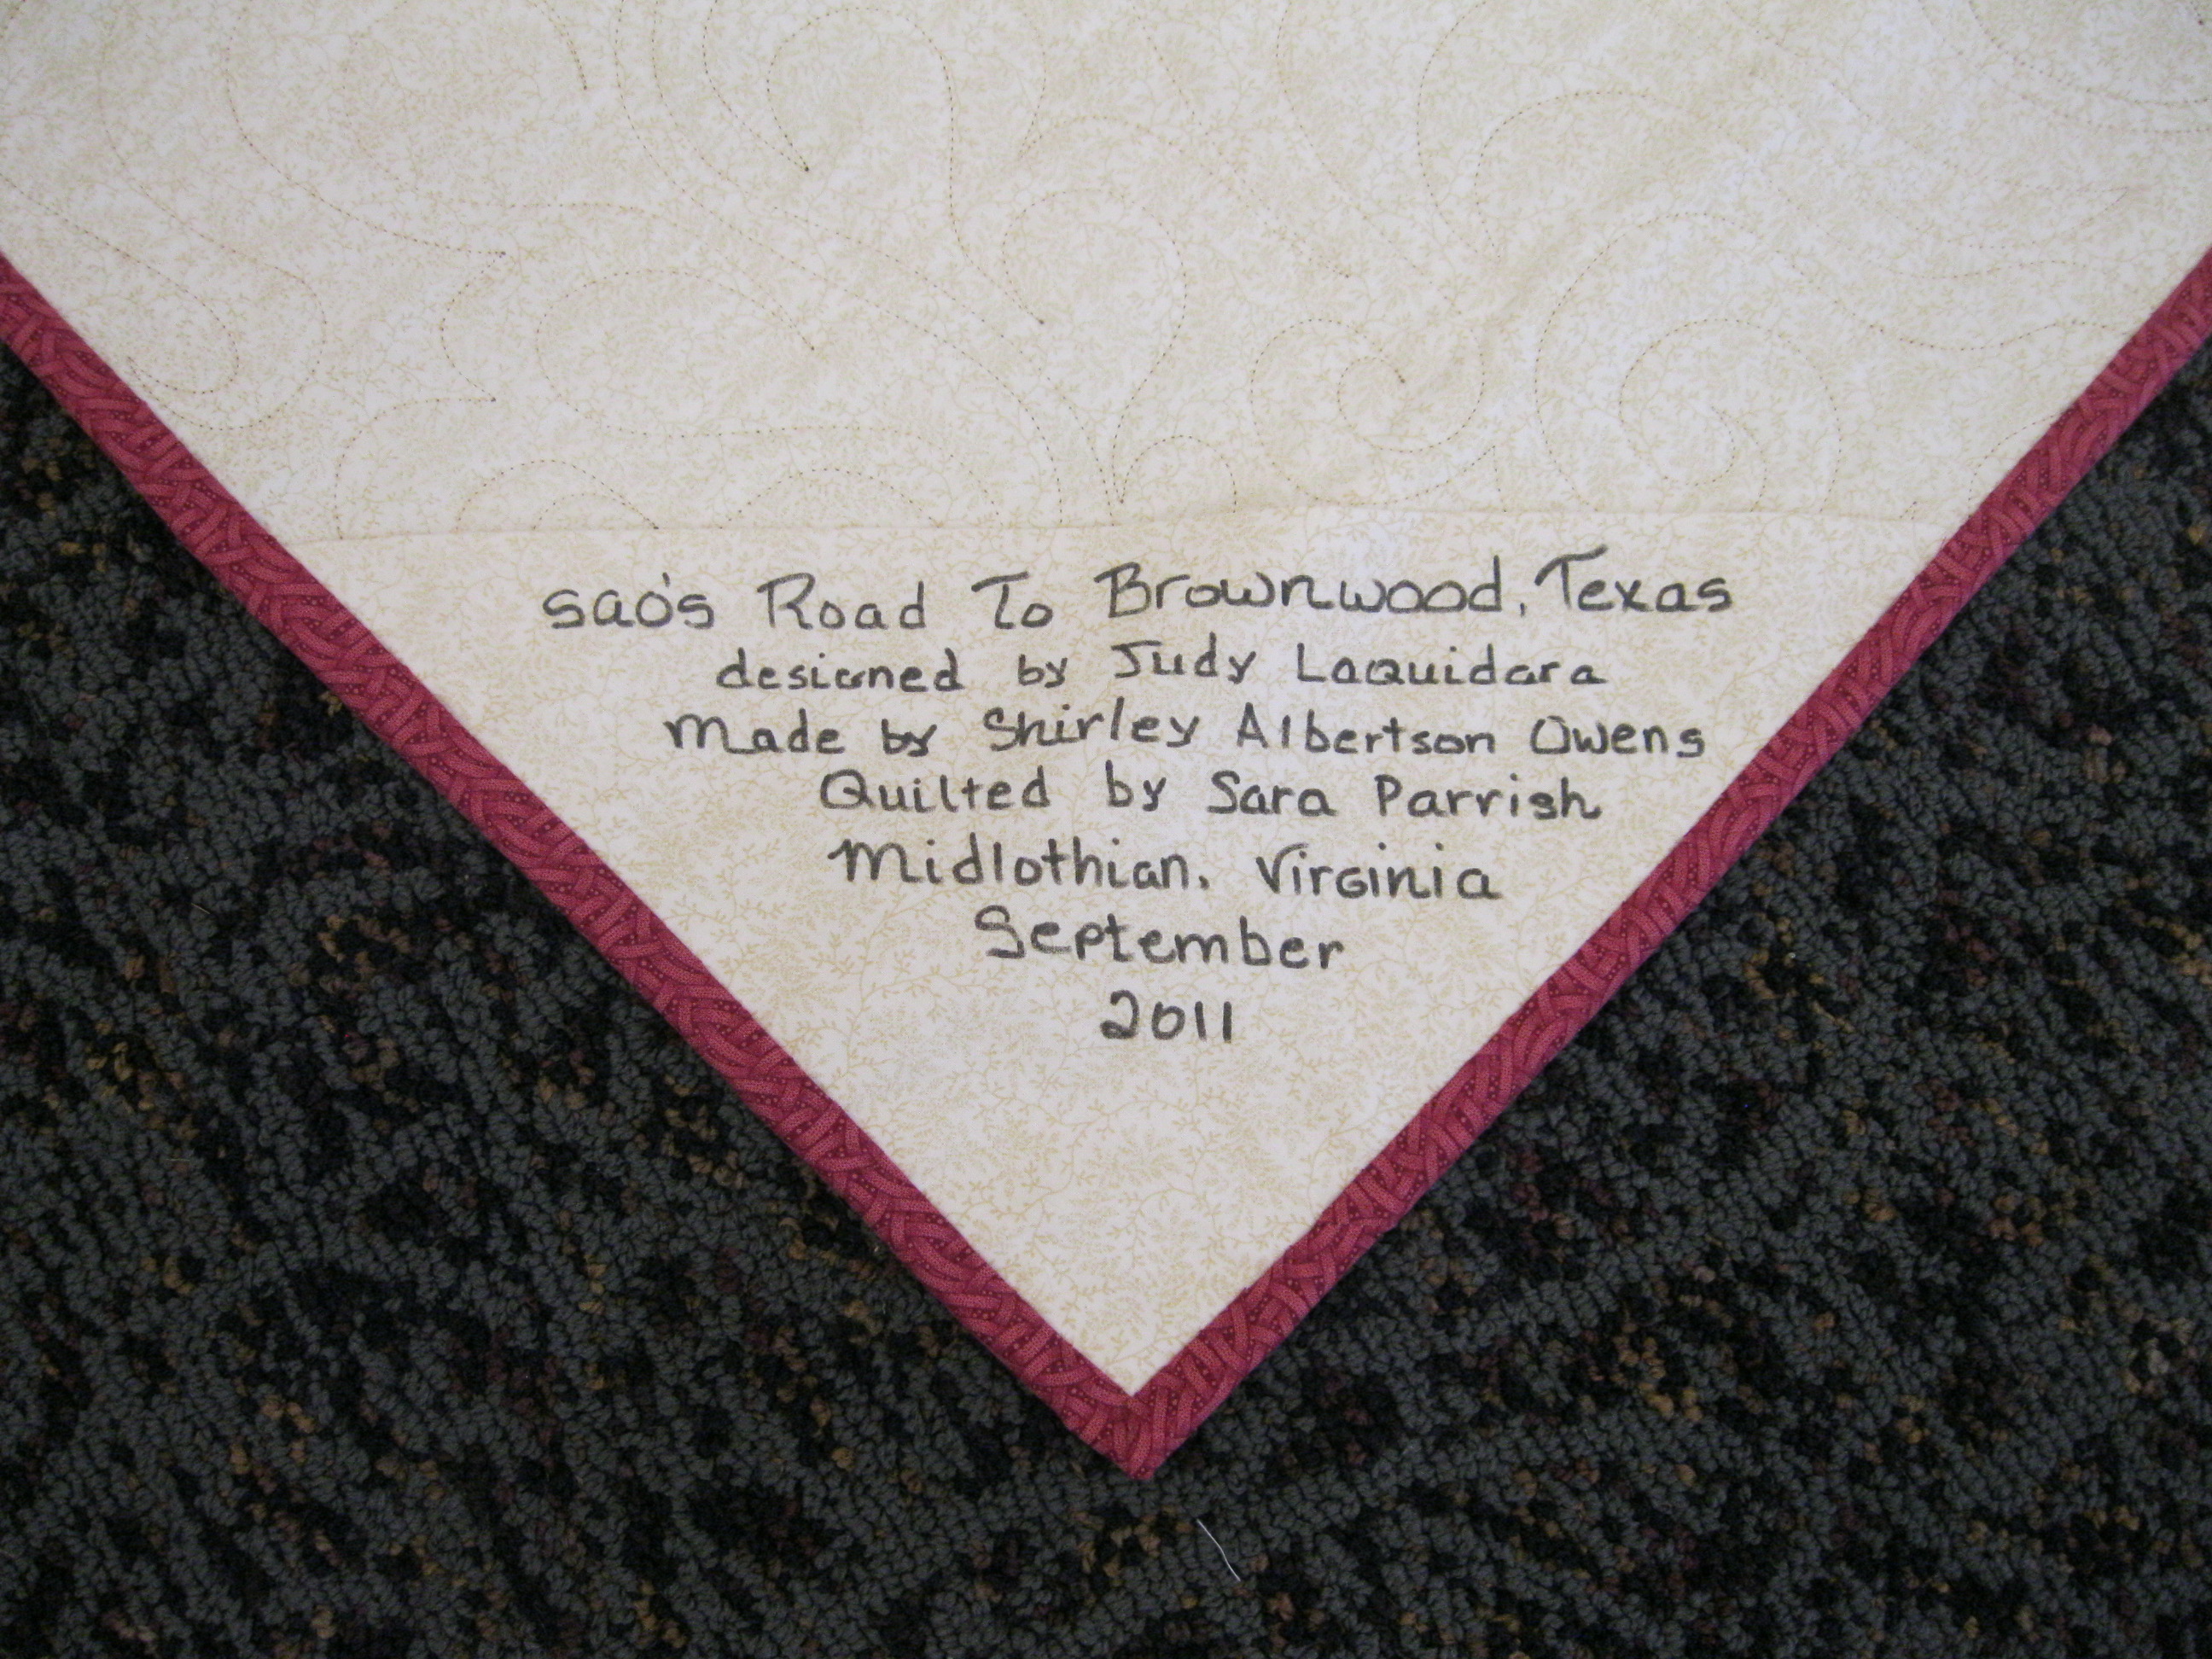 sao's Road To Brownwood, Texas
designed by Judy Laquidara
Made by Shirley Albertson Owens
Quilted by Sara Parrish
Midlothian, Virginia
September
2011